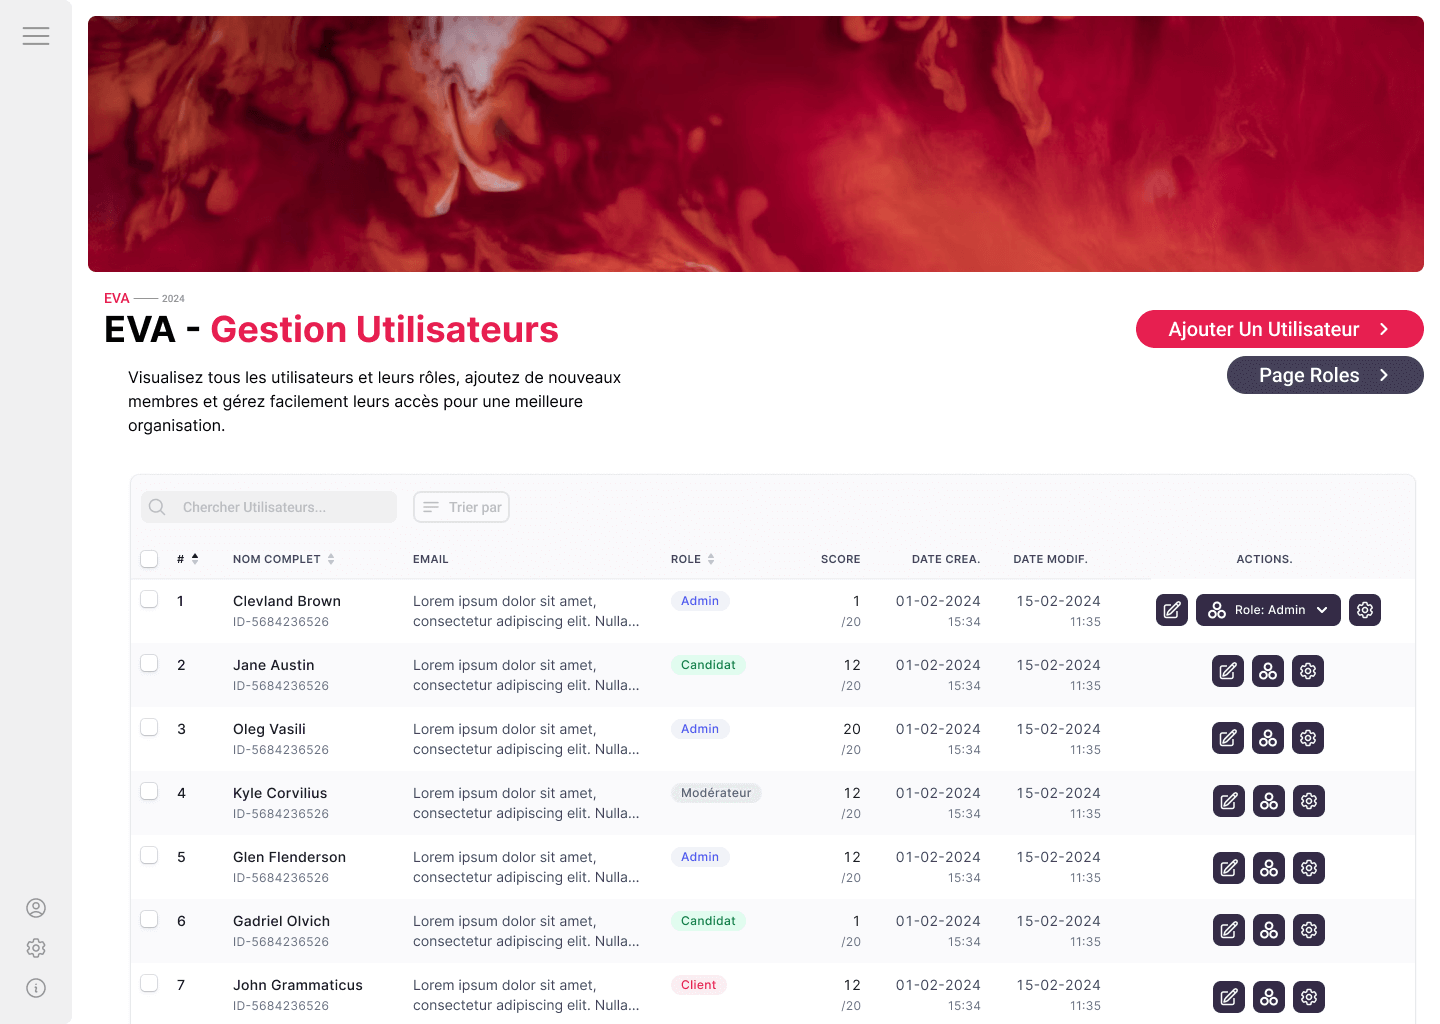 EVA 2024
EVA - Gestion Utilisateurs
Ajouter Un Utilisateur
Page Roles
Visualisez tous les utilisateurs et leurs rôles, ajoutez de nouveaux
membres et gérez facilement leurs accès pour une meilleure
organisation.
Chercher Utilisateurs... Trier par
# NOM COMPLET EMAIL ROLE SCORE DATE CREA. DATE MODIF. ACTIONS.
1 Clevland Brown Lorem ipsum dolor sit amet, Admin 1 01-02-2024 15-02-2024 Role: Admin
ID-5684236526 consectetur adipiscing elit. Nulla... /20 15:34 11:35
2 Jane Austin Lorem ipsum dolor sit amet, Candidat 12 01-02-2024 15-02-2024
ID-5684236526 consectetur adipiscing elit. Nulla... /20 15:34 11:35
3 Oleg Vasili Lorem ipsum dolor sit amet, Admin 20 01-02-2024 15-02-2024
ID-5684236526 consectetur adipiscing elit. Nulla... /20 15:34 11:35
4 Kyle Corvilius Lorem ipsum dolor sit amet, Modérateur 12 01-02-2024 15-02-2024
ID-5684236526 consectetur adipiscing elit. Nulla... /20 15:34 11:35
5 Glen Flenderson Lorem ipsum dolor sit amet, Admin 12 01-02-2024 15-02-2024
ID-5684236526 consectetur adipiscing elit. Nulla... /20 15:34 11:35
6 Gadriel Olvich Lorem ipsum dolor sit amet, Candidat 1 01-02-2024 15-02-2024
ID-5684236526 consectetur adipiscing elit. Nulla... /20 15:34 11:35
7 John Grammaticus Lorem ipsum dolor sit amet, Client 12 01-02-2024 15-02-2024
ID-5684236526 consectetur adipiscing elit. Nulla... /20 15:34 11:35